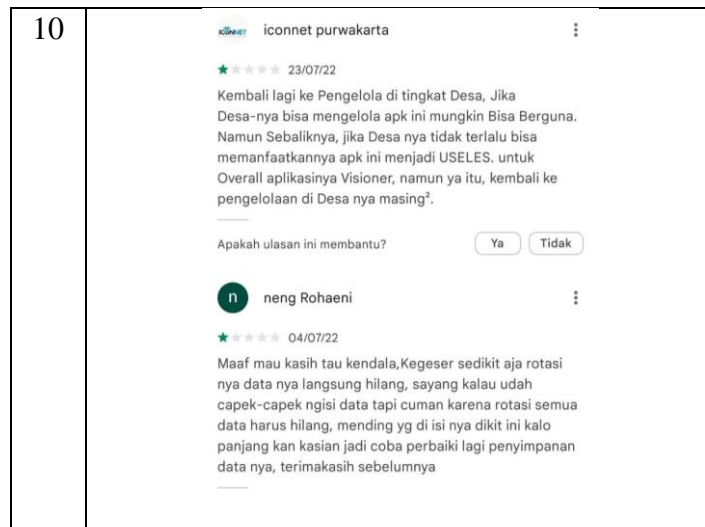 10
ICONNET
iconnet purwakarta
23/07/22
Kembali lagi ke Pengelola di tingkat Desa, Jika
Desa-nya bisa mengelola apk ini mungkin Bisa Berguna.
Namun Sebaliknya, jika Desa nya tidak terlalu bisa
memanfaatkannya apk ini menjadi USELES. untuk
Overall aplikasinya Visioner, namun ya itu, kembali ke
pengelolaan di Desa nya masing².
Apakah ulasan ini membantu?
Ya
Tidak
n
neng Rohaeni
04/07/22
Maaf mau kasih tau kendala,Kegeser sedikit aja rotasi
nya data nya langsung hilang, sayang kalau udah
capek-capek ngisi data tapi cuman karena rotasi semua
data harus hilang, mending yg di isi nya dikit ini kalo
panjang kan kasian jadi coba perbaiki lagi penyimpanan
data nya, terimakasih sebelumnya